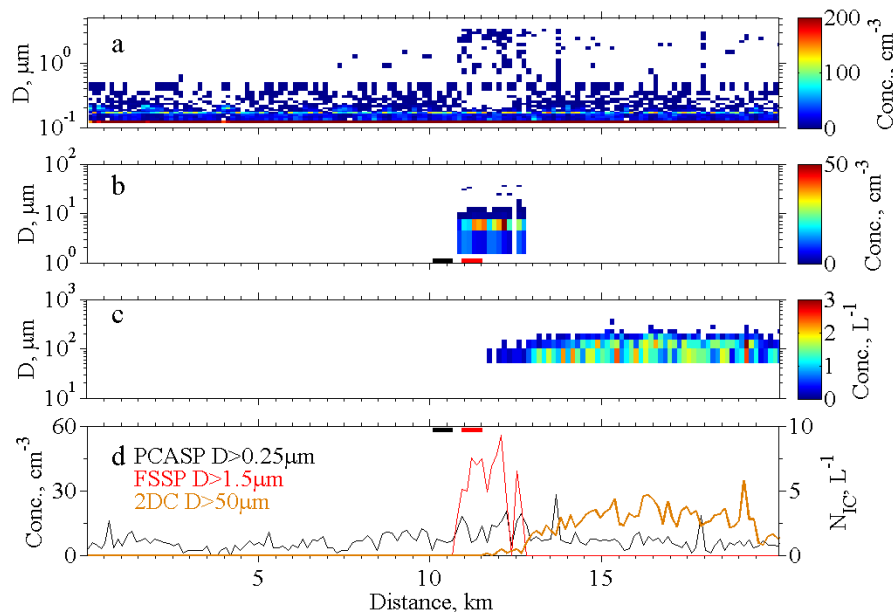 a
D, μm
10^0
10^-1
200
100
0
Conc., cm^-3
b
D, μm
10^2
10^1
10^0
50
0
Conc., cm^-3
c
D, μm
10^3
10^2
10^1
3
2
1
0
Conc., L^-1
d
PCASP D>0.25μm
FSSP D>1.5μm
2DC D>50μm
Conc., cm^-3
60
30
0
10
5
0
N_IC, L^-1
5 10 15
Distance, km